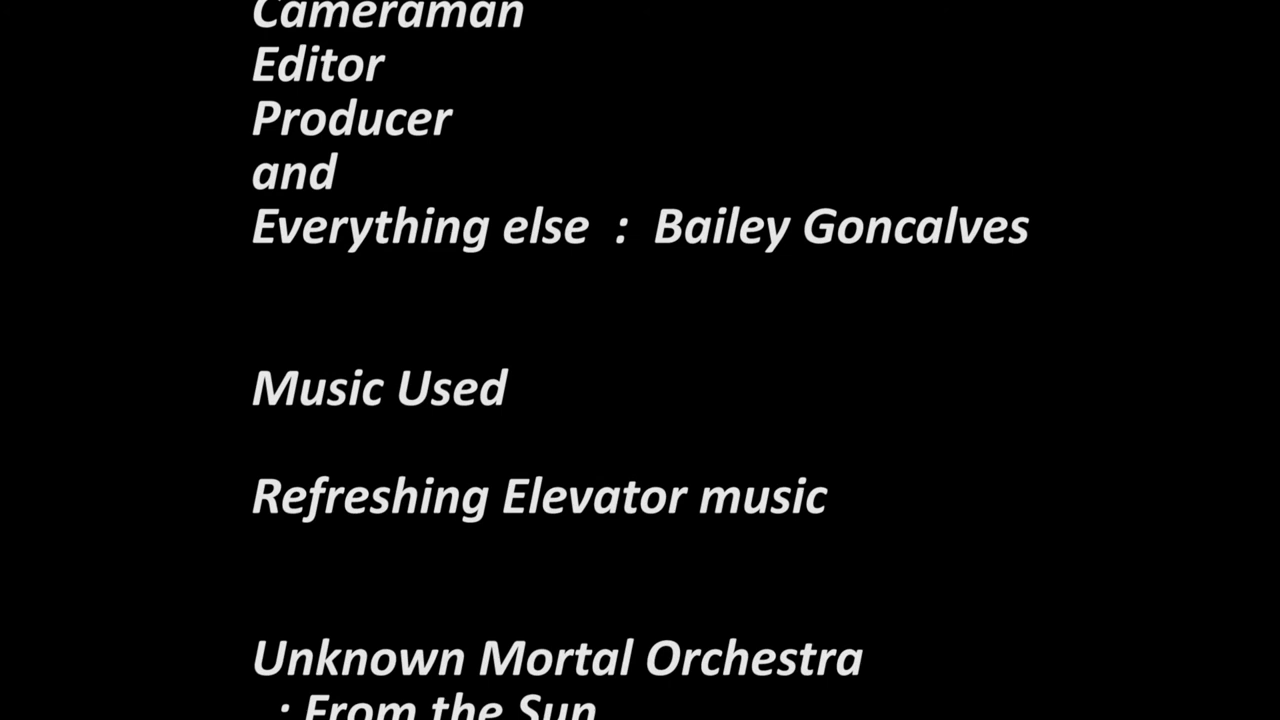 Cameraman
Editor
Producer
and
Everything else : Bailey Goncalves
Music Used
Refreshing Elevator music
Unknown Mortal Orchestra
: From the Sun